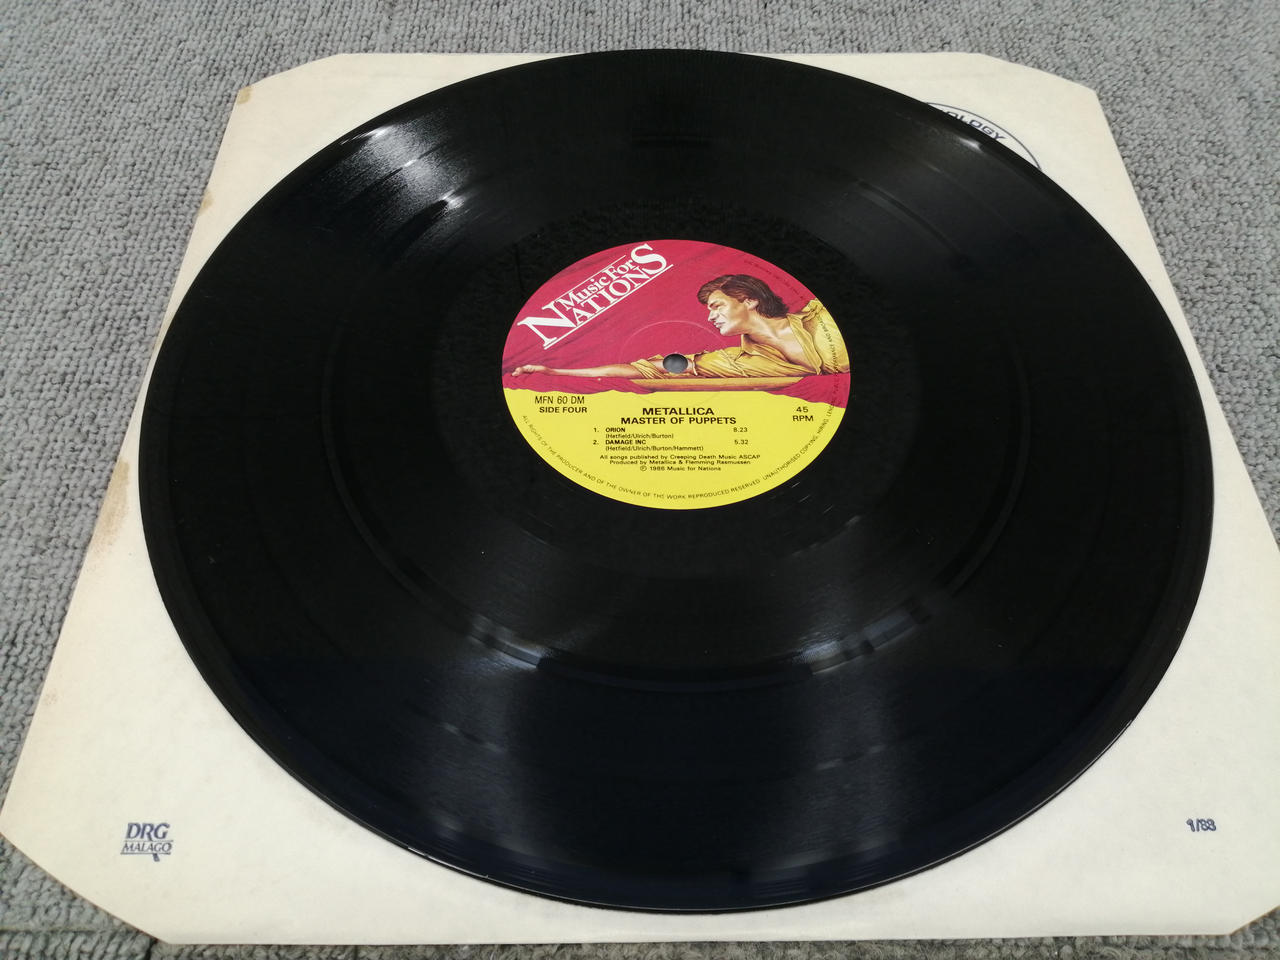 OLOGY
MUSIC FOR
NATIONS
MFN 60 DM
SIDE FOUR
METALLICA
MASTER OF PUPPETS
45
RPM
1. ORION 8.23
(Hetfield/Ulrich/Burton)
2. DAMAGE INC 5.32
(Hetfield/Ulrich/Burton/Hammett)
All songs published by Creeping Death Music ASCAP
Produced by Metallica & Flemming Rasmussen
℗ 1986 Music for Nations
ALL RIGHTS OF THE PRODUCER AND OF THE OWNER OF THE WORK REPRODUCED RESERVED UNAUTHORISED COPYING, HIRING,
DRG
MALAGO
1/83